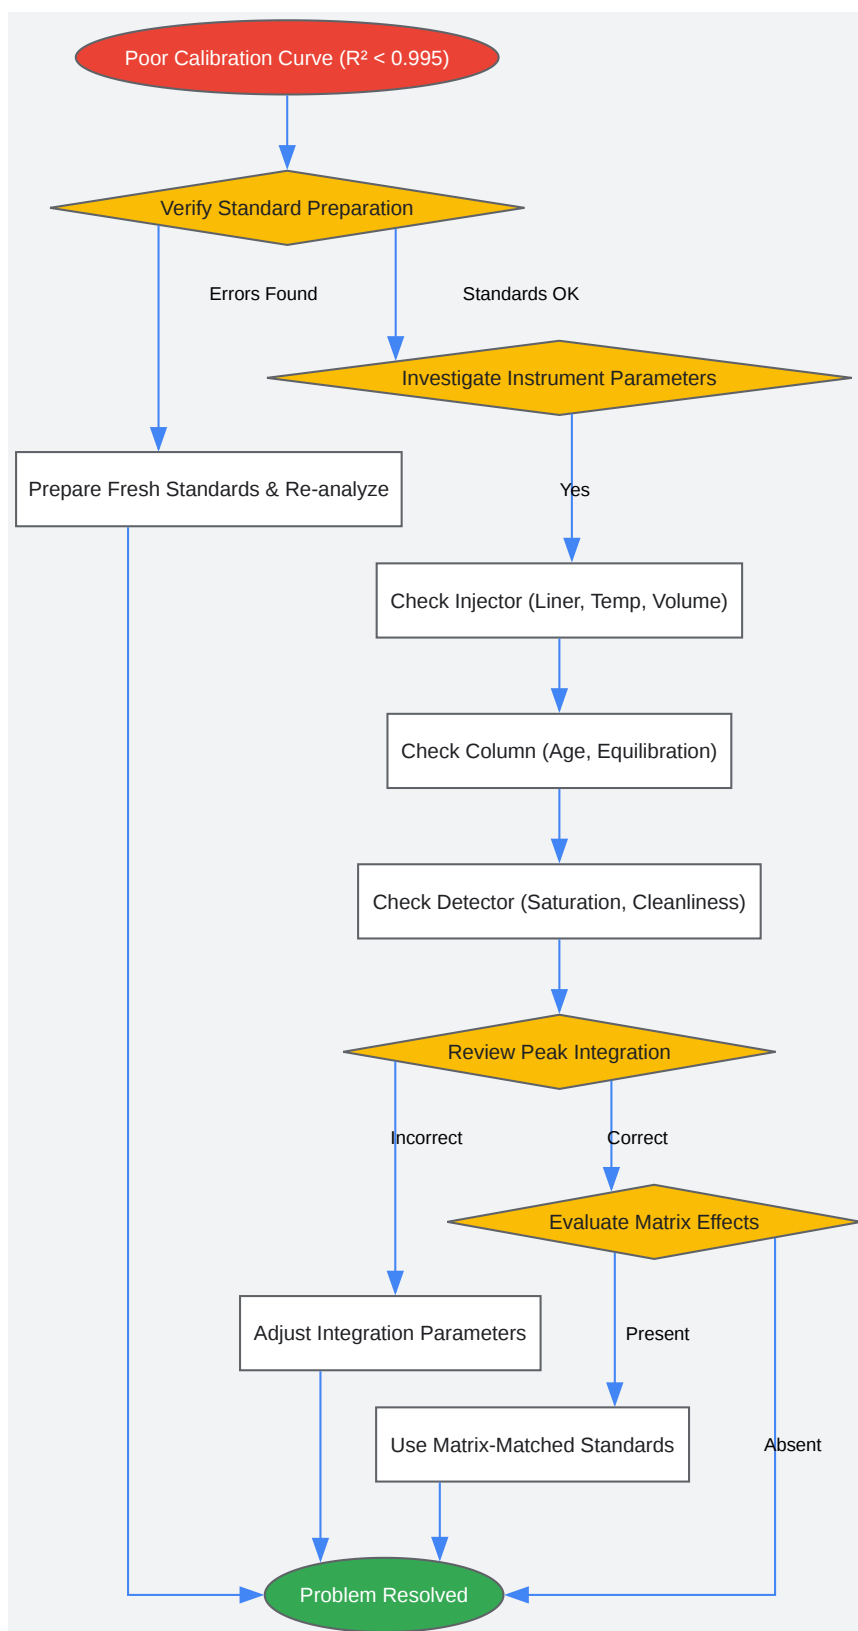 Poor Calibration Curve (R² < 0.995)
Verify Standard Preparation
Errors Found
Standards OK
Investigate Instrument Parameters
Prepare Fresh Standards & Re-analyze
Yes
Check Injector (Liner, Temp, Volume)
Check Column (Age, Equilibration)
Check Detector (Saturation, Cleanliness)
Review Peak Integration
Incorrect
Correct
Evaluate Matrix Effects
Adjust Integration Parameters
Present
Use Matrix-Matched Standards
Absent
Problem Resolved